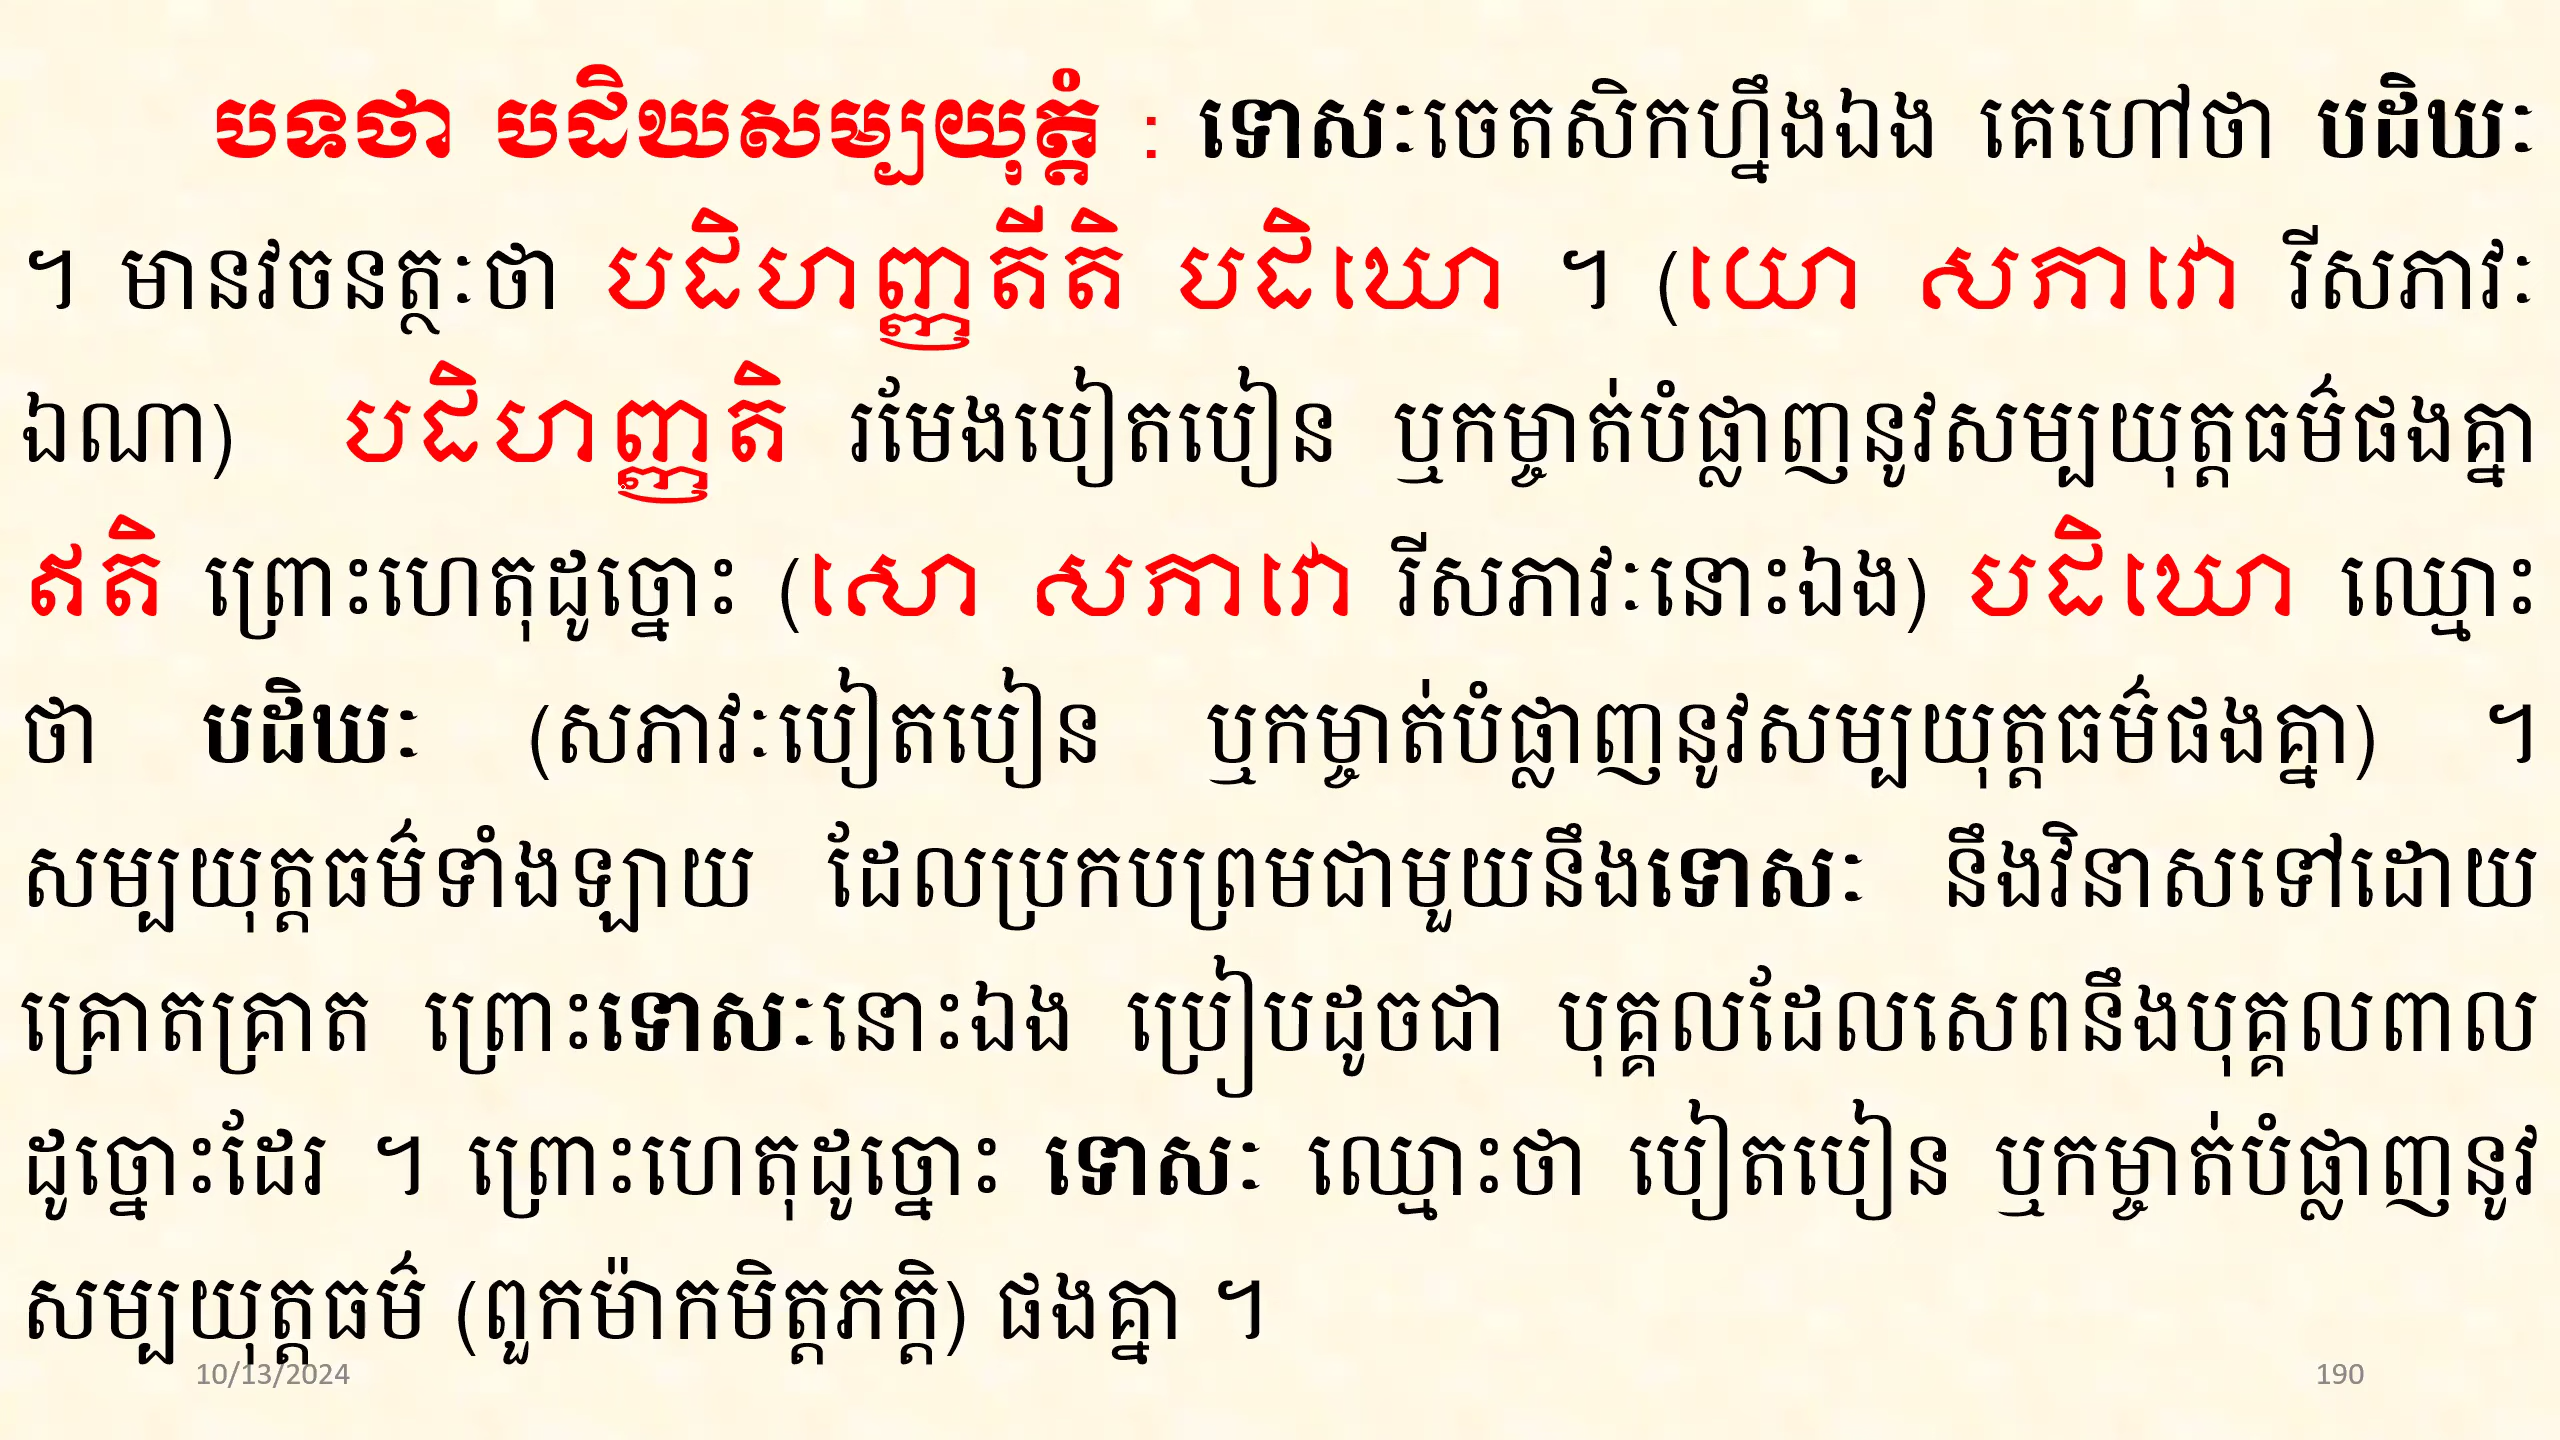 បទថា បដិឃសម្បយុត្តំ : ទោសៈចេតសិកហ្នឹងឯង គេហៅថា បដិឃៈ
។ មានវចនត្ថៈថា បដិហញ្ញតីតិ បដិឃោ ។ (យោ សភាវោ រីសភាវៈ
ឯណា) បដិហញ្ញតិ រមែងបៀតបៀន ឬកម្ចាត់បំផ្លាញនូវសម្បយុត្តធម៌ផងគ្នា
ឥតិ ព្រោះហេតុដូច្នោះ (សោ សភាវោ រីសភាវៈនោះឯង) បដិឃោ ឈ្មោះ
ថា បដិឃៈ (សភាវៈបៀតបៀន ឬកម្ចាត់បំផ្លាញនូវសម្បយុត្តធម៌ផងគ្នា) ។
សម្បយុត្តធម៌ទាំងឡាយ ដែលប្រកបព្រមជាមួយនឹងទោសៈ នឹងវិនាសទៅដោយ
គ្រោតគ្រាត ព្រោះទោសៈនោះឯង ប្រៀបដូចជា បុគ្គលដែលសេពនឹងបុគ្គលពាល
ដូច្នោះដែរ ។ ព្រោះហេតុដូច្នោះ ទោសៈ ឈ្មោះថា បៀតបៀន ឬកម្ចាត់បំផ្លាញនូវ
សម្បយុត្តធម៌ (ពួកម៉ាកមិត្តភក្តិ) ផងគ្នា ។
10/13/2024 190